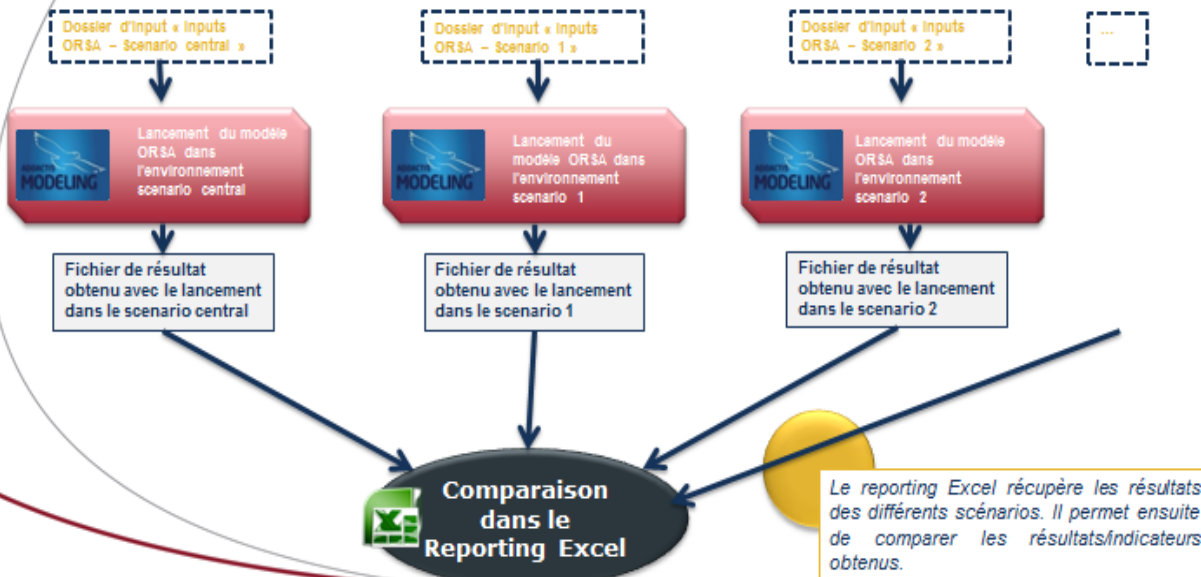 Dossier d'Input « Inputs
ORSA – Scenario central »
Dossier d'Input « Inputs
ORSA – Scenario 1 »
Dossier d'Input « Inputs
ORSA – Scenario 2 »
...
ADDACTIS
MODELING
Lancement du modèle
ORSA dans
l'environnement
scenario central
ADDACTIS
MODELING
Lancement du
modèle ORSA dans
l'environnement
scenario 1
ADDACTIS
MODELING
Lancement du modèle
ORSA dans
l'environnement
scenario 2
Fichier de résultat
obtenu avec le lancement
dans le scenario central
Fichier de résultat
obtenu avec le lancement
dans le scenario 1
Fichier de résultat
obtenu avec le lancement
dans le scenario 2
Comparaison
dans le
Reporting Excel
Le reporting Excel récupère les résultats
des différents scénarios. Il permet ensuite
de comparer les résultats/indicateurs
obtenus.